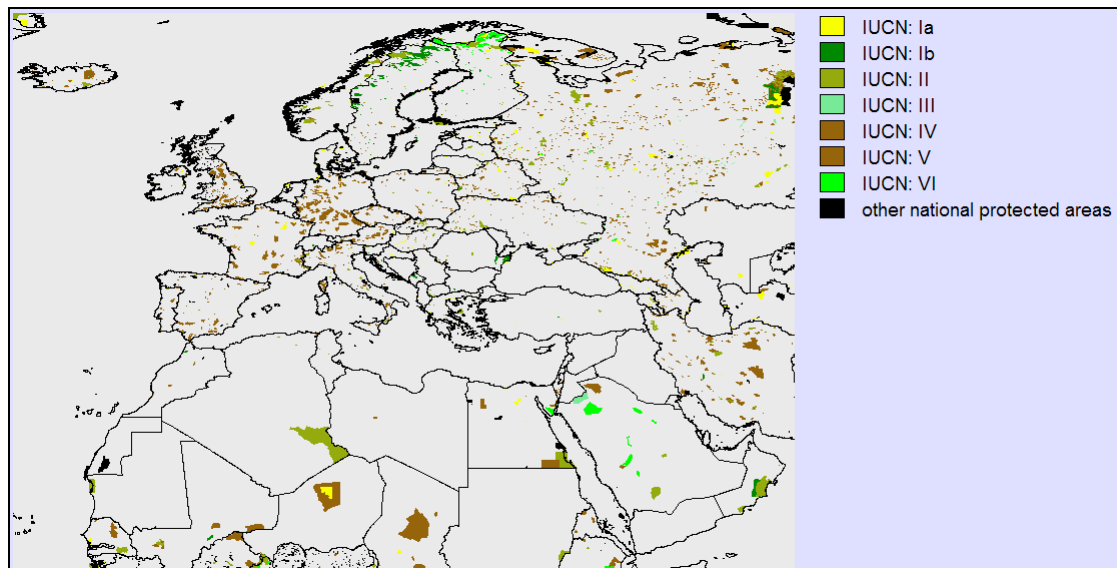 IUCN: Ia
IUCN: Ib
IUCN: II
IUCN: III
IUCN: IV
IUCN: V
IUCN: VI
other national protected areas